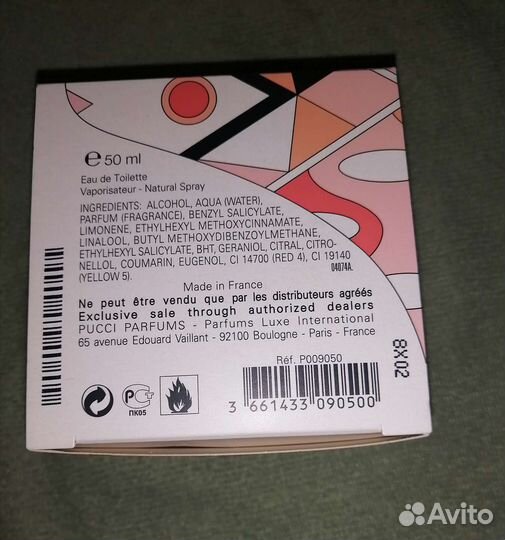 e 50 ml
Eau de Toilette
Vaporisateur - Natural Spray
INGREDIENTS: ALCOHOL, AQUA (WATER),
PARFUM (FRAGRANCE), BENZYL SALICYLATE,
LIMONENE, ETHYLHEXYL METHOXYCINNAMATE,
LINALOOL, BUTYL METHOXYDIBENZOYLMETHANE,
ETHYLHEXYL SALICYLATE, BHT, GERANIOL, CITRAL, CITRO-
NELLOL, COUMARIN, EUGENOL, CI 14700 (RED 4), CI 19140
(YELLOW 5).
04874A.
Made in France
Ne peut être vendu que par les distributeurs agréés
Exclusive sale through authorized dealers
PUCCI PARFUMS - Parfums Luxe International
65 avenue Edouard Vaillant - 92100 Boulogne - Paris - France
8X02
Réf. P009050
РСТ
ПК05
3 661433 090500
Avito